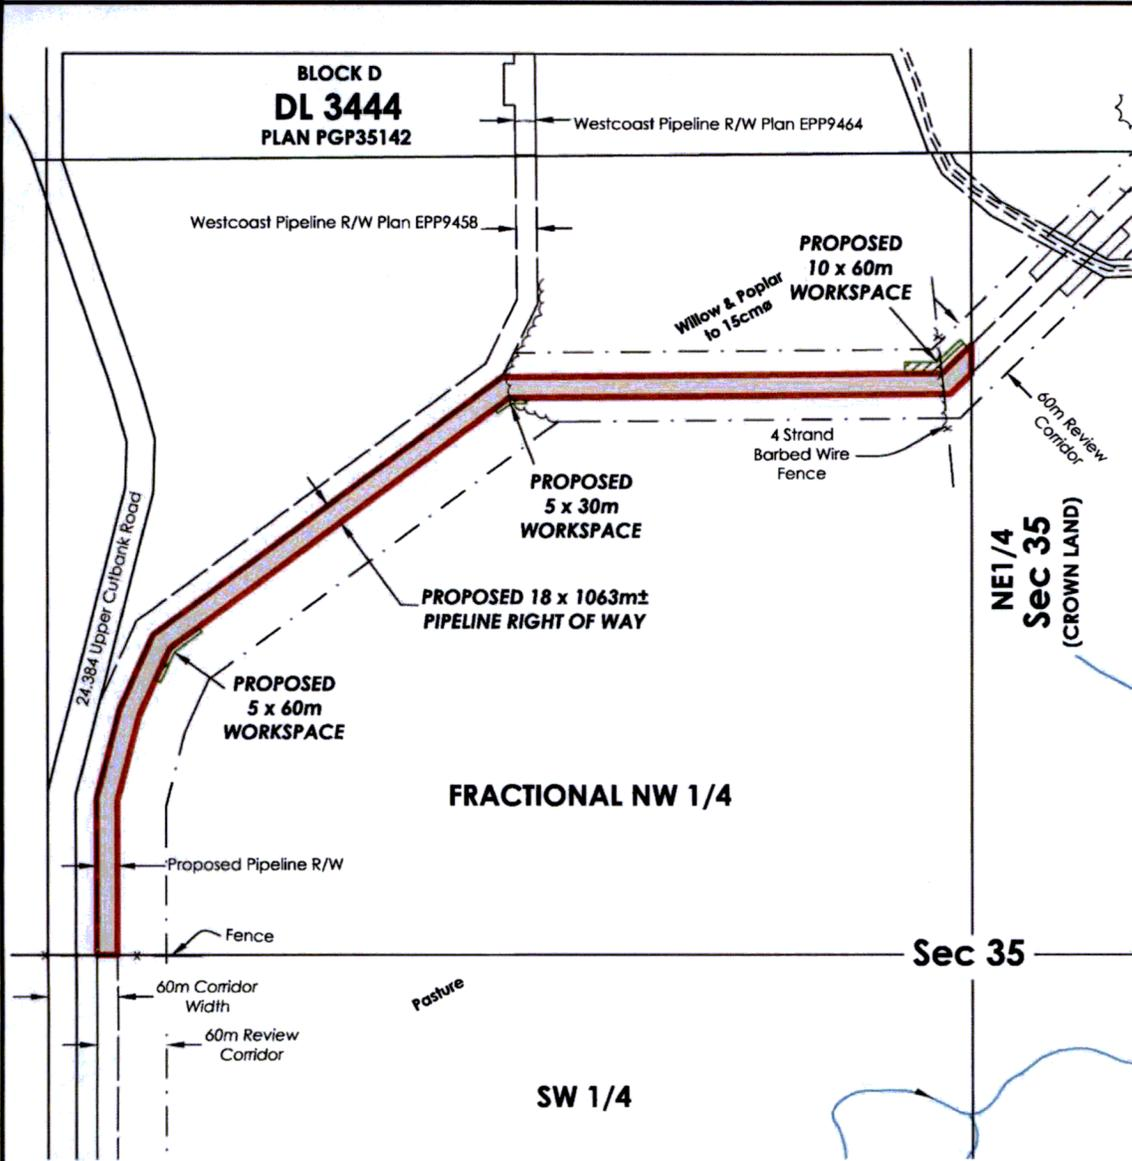 BLOCK D
DL 3444
PLAN PGP35142
Westcoast Pipeline R/W Plan EPP9464
Westcoast Pipeline R/W Plan EPP9458
PROPOSED
10 x 60m
WORKSPACE
Willow & Poplar
to 15cmø
60m Review
Corridor
4 Strand
Barbed Wire
Fence
PROPOSED
5 x 30m
WORKSPACE
24.384 Upper Cutbank Road
NE1/4
Sec 35
(CROWN LAND)
PROPOSED 18 x 1063m±
PIPELINE RIGHT OF WAY
PROPOSED
5 x 60m
WORKSPACE
FRACTIONAL NW 1/4
Proposed Pipeline R/W
Fence
Sec 35
60m Corridor
Width
Pasture
60m Review
Corridor
SW 1/4